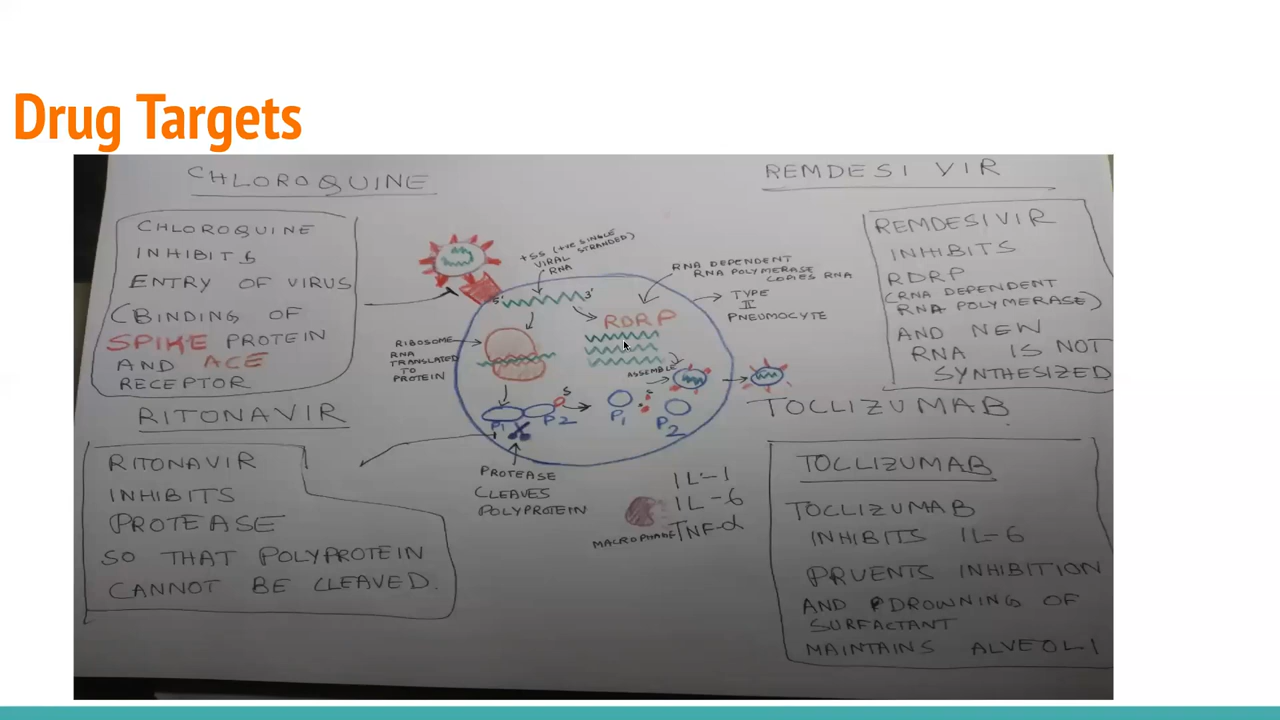 Drug Targets
CHLOROQUINE
CHLOROQUINE
INHIBITS
ENTRY OF VIRUS
(BINDING OF
SPIKE PROTEIN
AND ACE
RECEPTOR
RITONAVIR
RITONAVIR
INHIBITS
PROTEASE
SO THAT POLYPROTEIN
CANNOT BE CLEAVED.
+SS (+VE SINGLE
STRANDED)
VIRAL
RNA
5' 3'
RNA DEPENDENT
RNA POLYMERASE
COPIES RNA
RDRP
TYPE
II
PNEUMOCYTE
RIBOSOME
RNA
TRANSLATED
TO
PROTEIN
ASSEMBLE
S
P1 P2
P1
P2
S
PROTEASE
CLEAVES
POLYPROTEIN
IL-1
IL-6
TNF-α
MACROPHAGE
REMDESIVIR
REMDESIVIR
INHIBITS
RDRP
(RNA DEPENDENT
RNA POLYMERASE)
AND NEW
RNA IS NOT
SYNTHESIZED
TOCLIZUMAB
TOCLIZUMAB
TOCLIZUMAB
INHIBITS IL-6
PRVENTS INHIBITION
AND DROWNING OF
SURFACTANT
MAINTAINS ALVEOLI